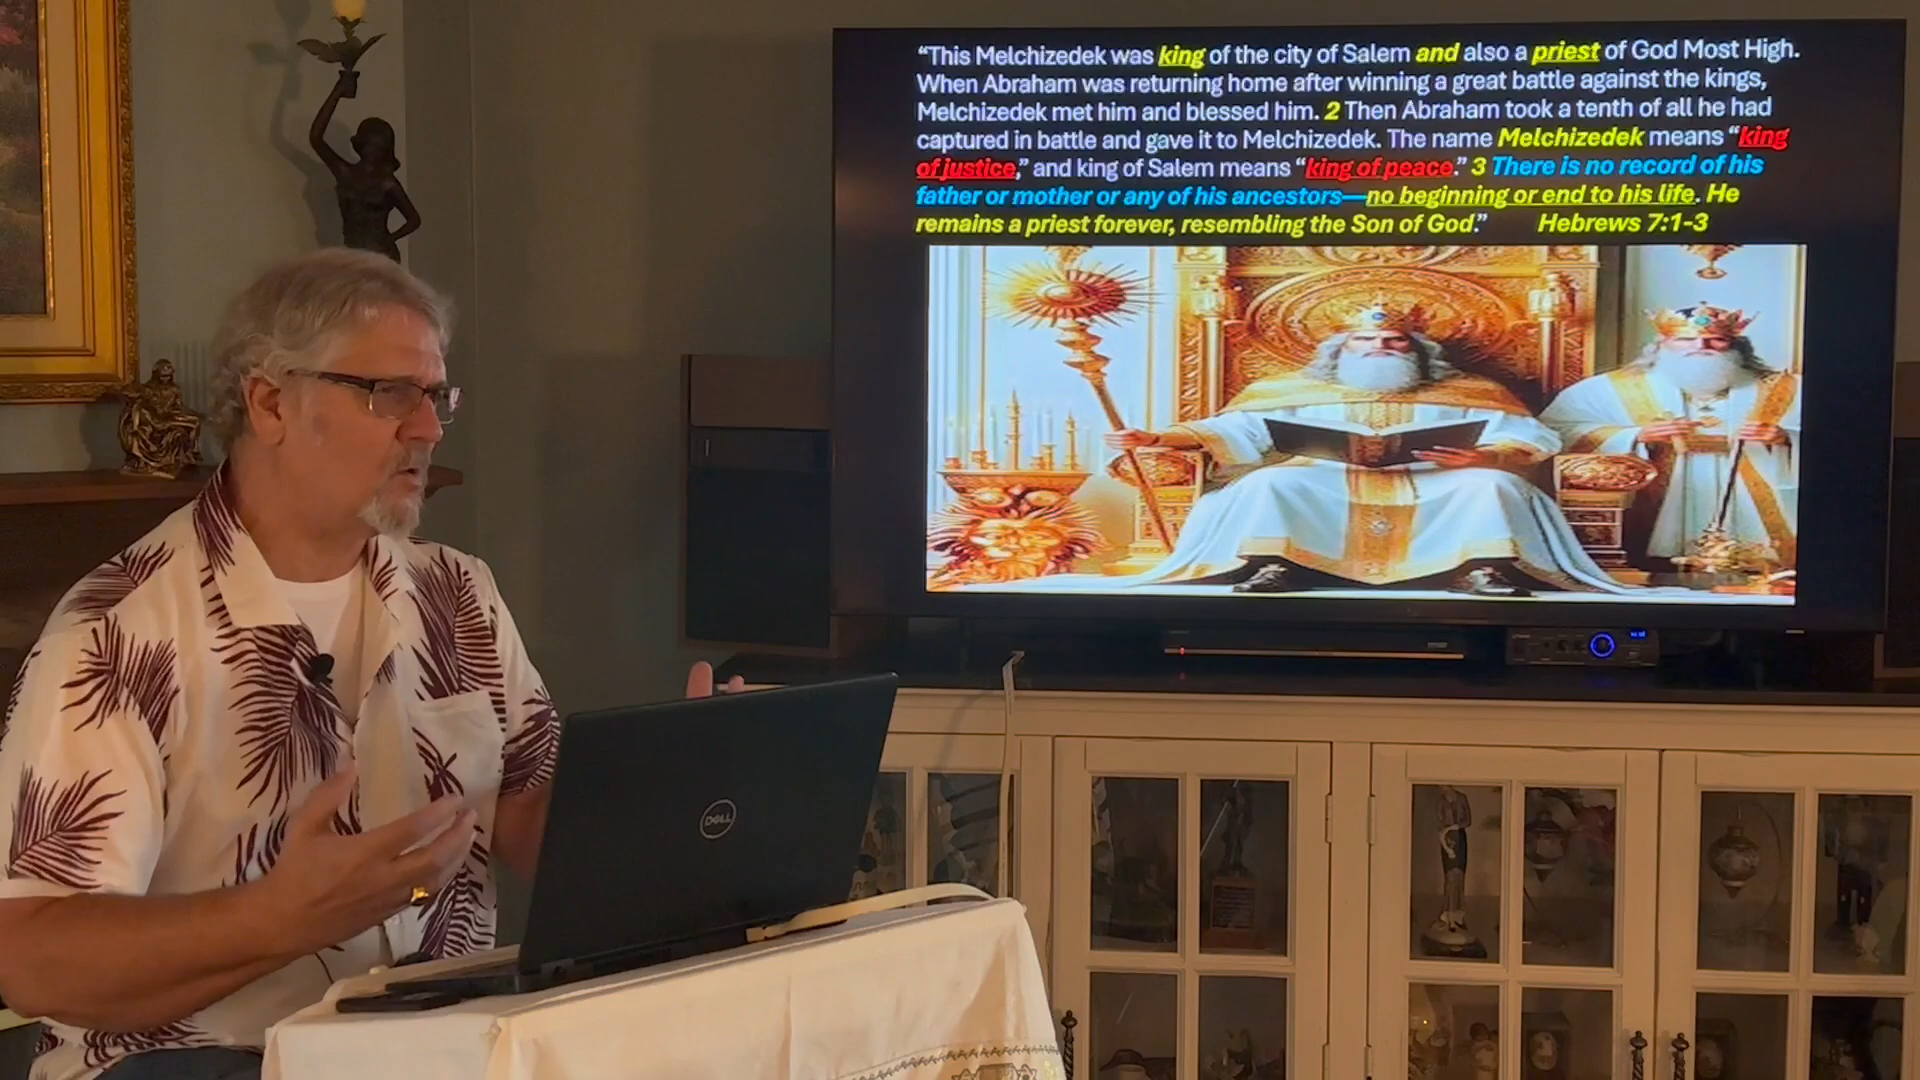 “This Melchizedek was king of the city of Salem and also a priest of God Most High.
When Abraham was returning home after winning a great battle against the kings,
Melchizedek met him and blessed him. 2 Then Abraham took a tenth of all he had
captured in battle and gave it to Melchizedek. The name Melchizedek means “king
of justice,” and king of Salem means “king of peace.” 3 There is no record of his
father or mother or any of his ancestors—no beginning or end to his life. He
remains a priest forever, resembling the Son of God.” Hebrews 7:1-3
DELL